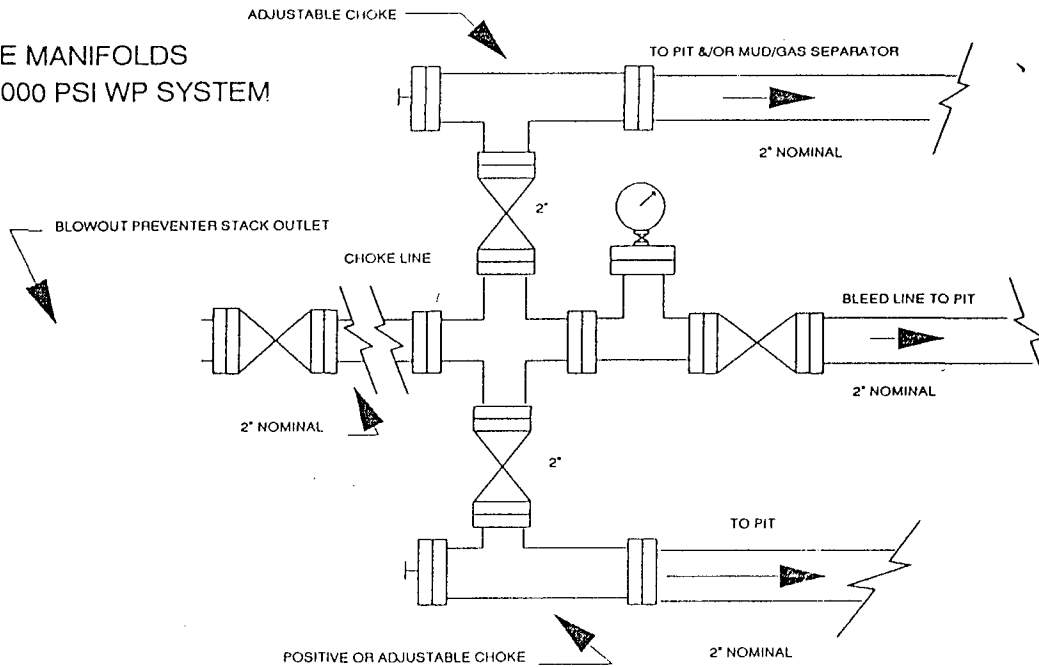 ADJUSTABLE CHOKE
E MANIFOLDS
000 PSI WP SYSTEM
TO PIT &/OR MUD/GAS SEPARATOR
2" NOMINAL
2"
BLOWOUT PREVENTER STACK OUTLET
CHOKE LINE
BLEED LINE TO PIT
2" NOMINAL
2" NOMINAL
2"
TO PIT
POSITIVE OR ADJUSTABLE CHOKE
2" NOMINAL